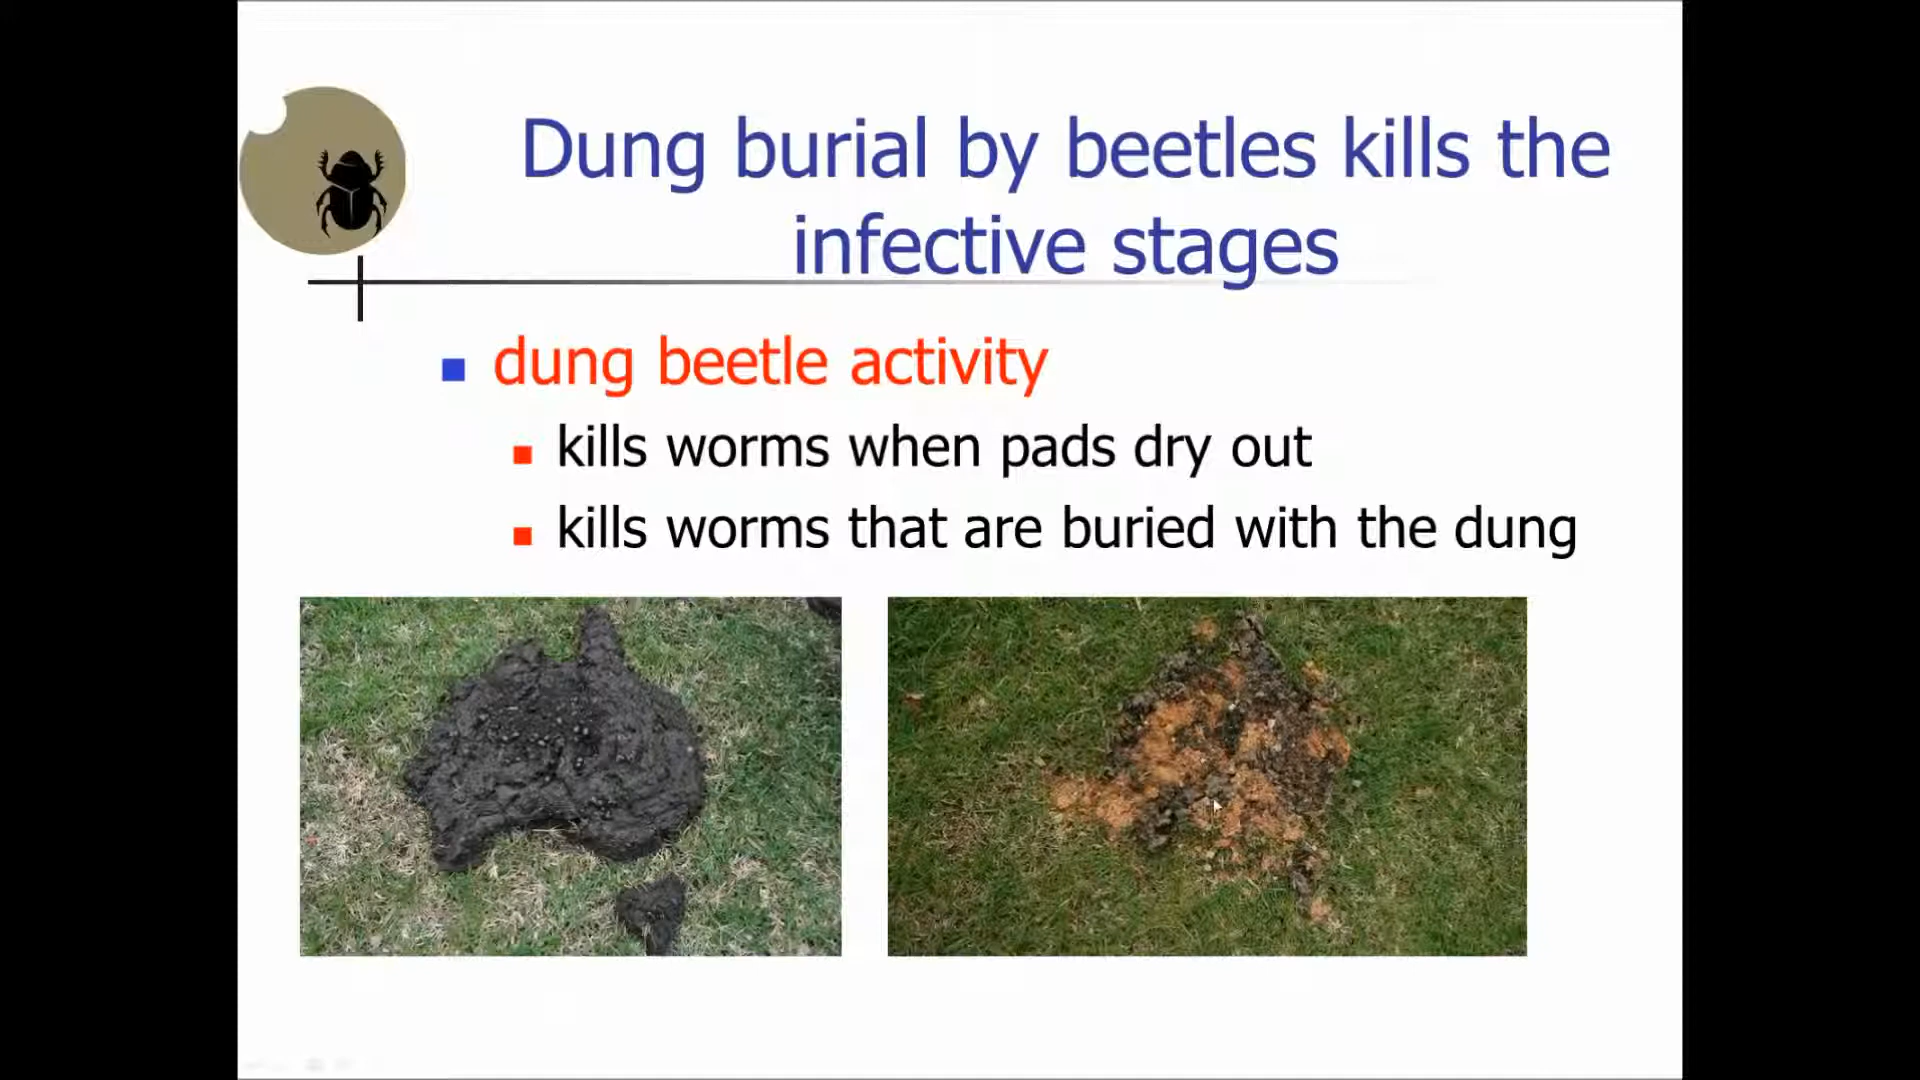 Dung burial by beetles kills the
infective stages
dung beetle activity
kills worms when pads dry out
kills worms that are buried with the dung